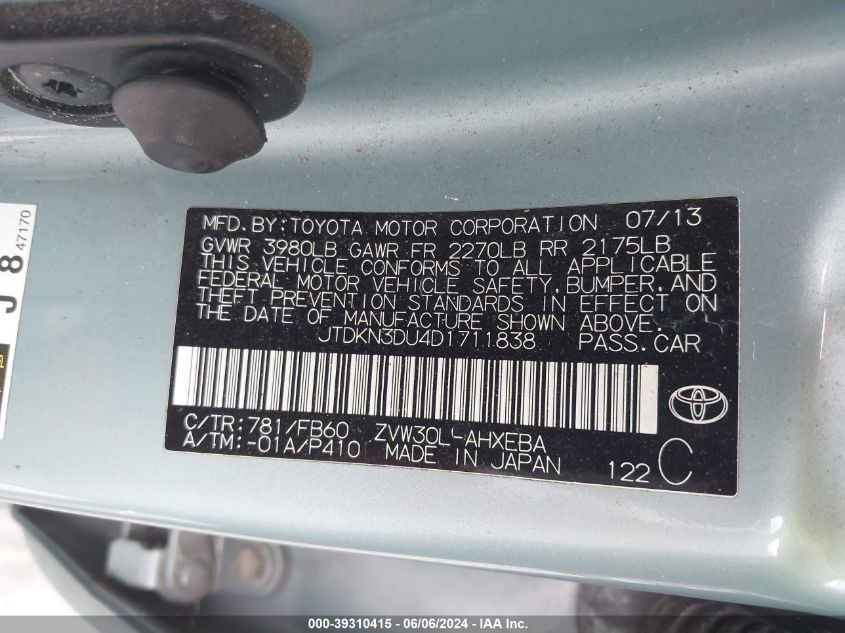 MFD.BY:TOYOTA MOTOR CORPORATION 07/13
GVWR 3980LB GAWR FR 2270LB RR 2175LB
THIS VEHICLE CONFORMS TO ALL APPLICABLE
FEDERAL MOTOR VEHICLE SAFETY,BUMPER,AND
THEFT PREVENTION STANDARDS IN EFFECT ON
THE DATE OF MANUFACTURE SHOWN ABOVE.
JTDKN3DU4D1711838 PASS.CAR
C/TR:781/FB60 ZVW30L-AHXEBA
A/TM:-01A/P410 MADE IN JAPAN
122 C
TOYOTA
J 8 47170
000-39310415 - 06/06/2024 - IAA Inc.